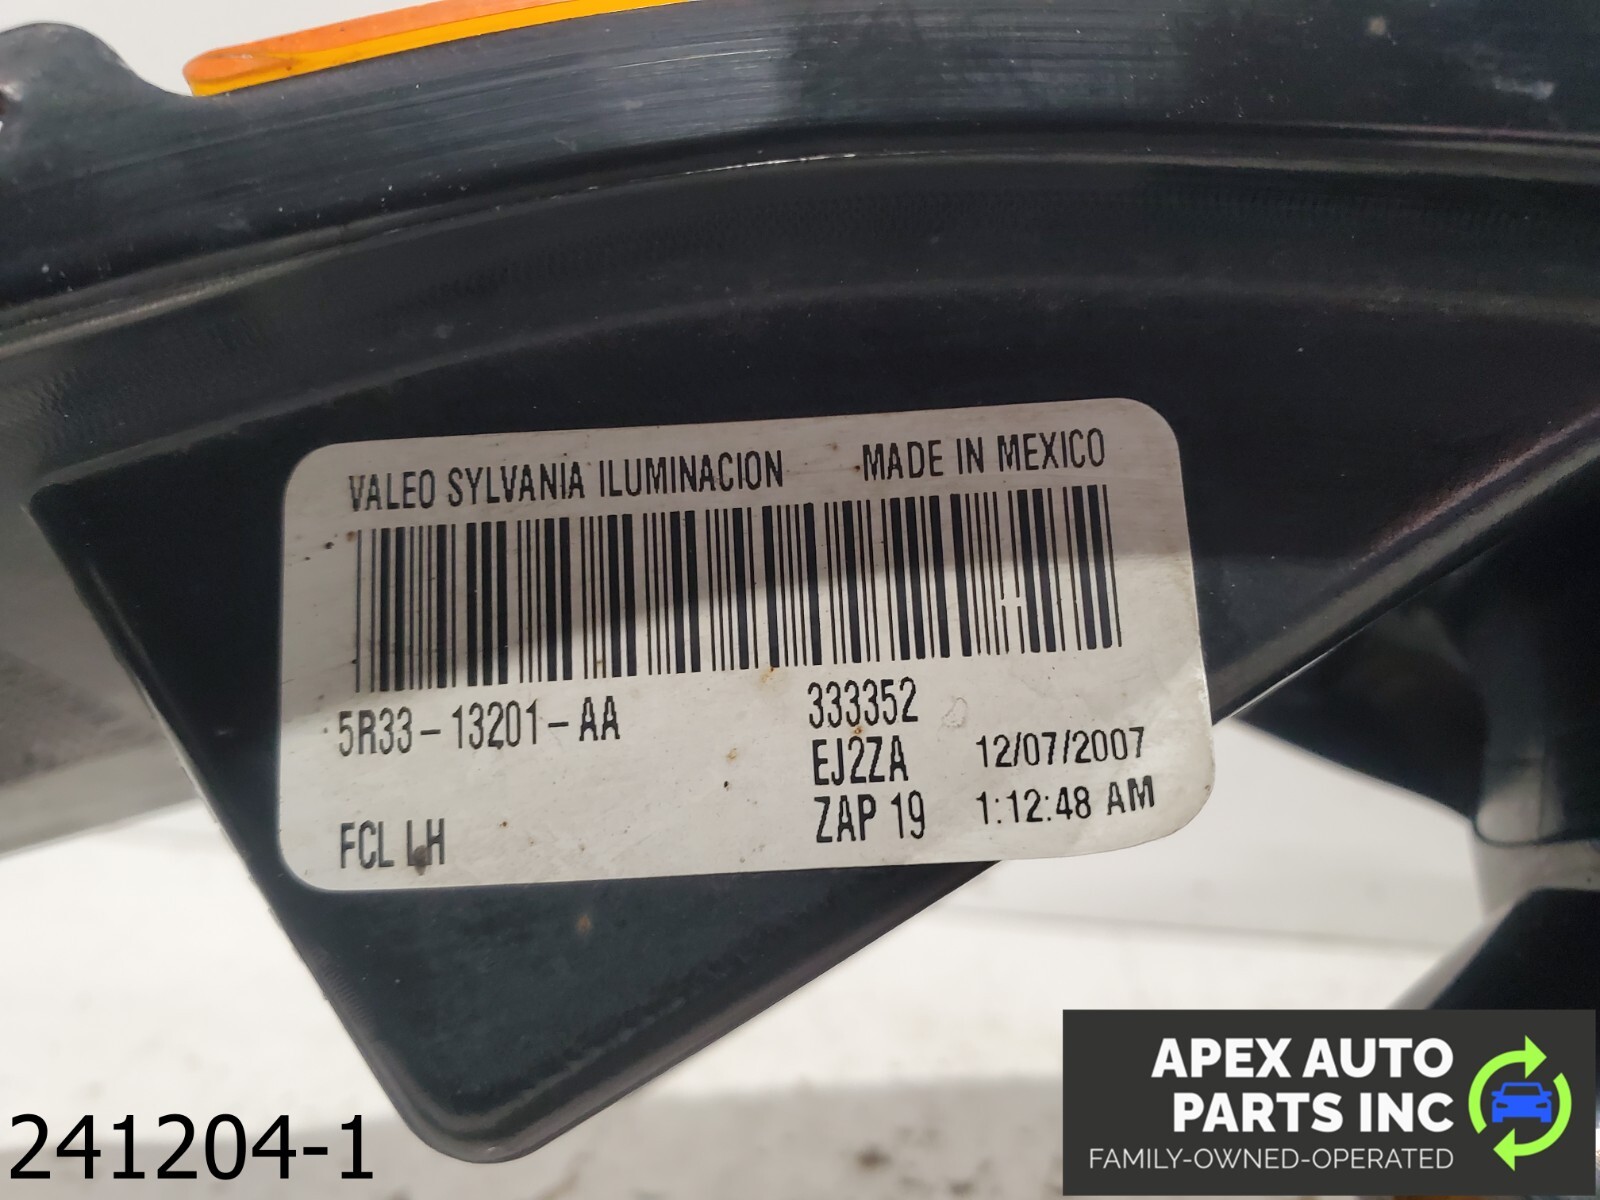 VALEO SYLVANIA ILUMINACION MADE IN MEXICO
5R33-13201-AA 333352
EJ2ZA 12/07/2007
FCL LH ZAP 19 1:12:48 AM
APEX AUTO
PARTS INC
FAMILY-OWNED-OPERATED
241204-1